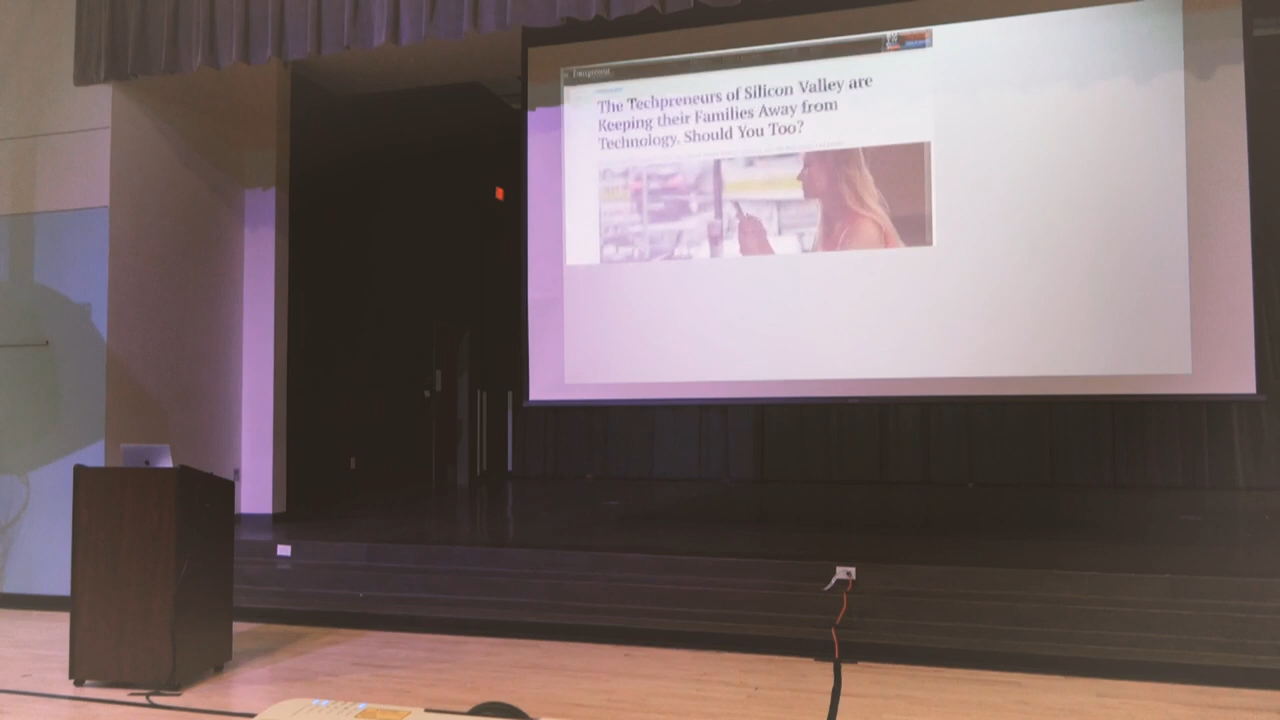 The Techpreneurs of Silicon Valley are
Keeping their Families Away from
Technology. Should You Too?